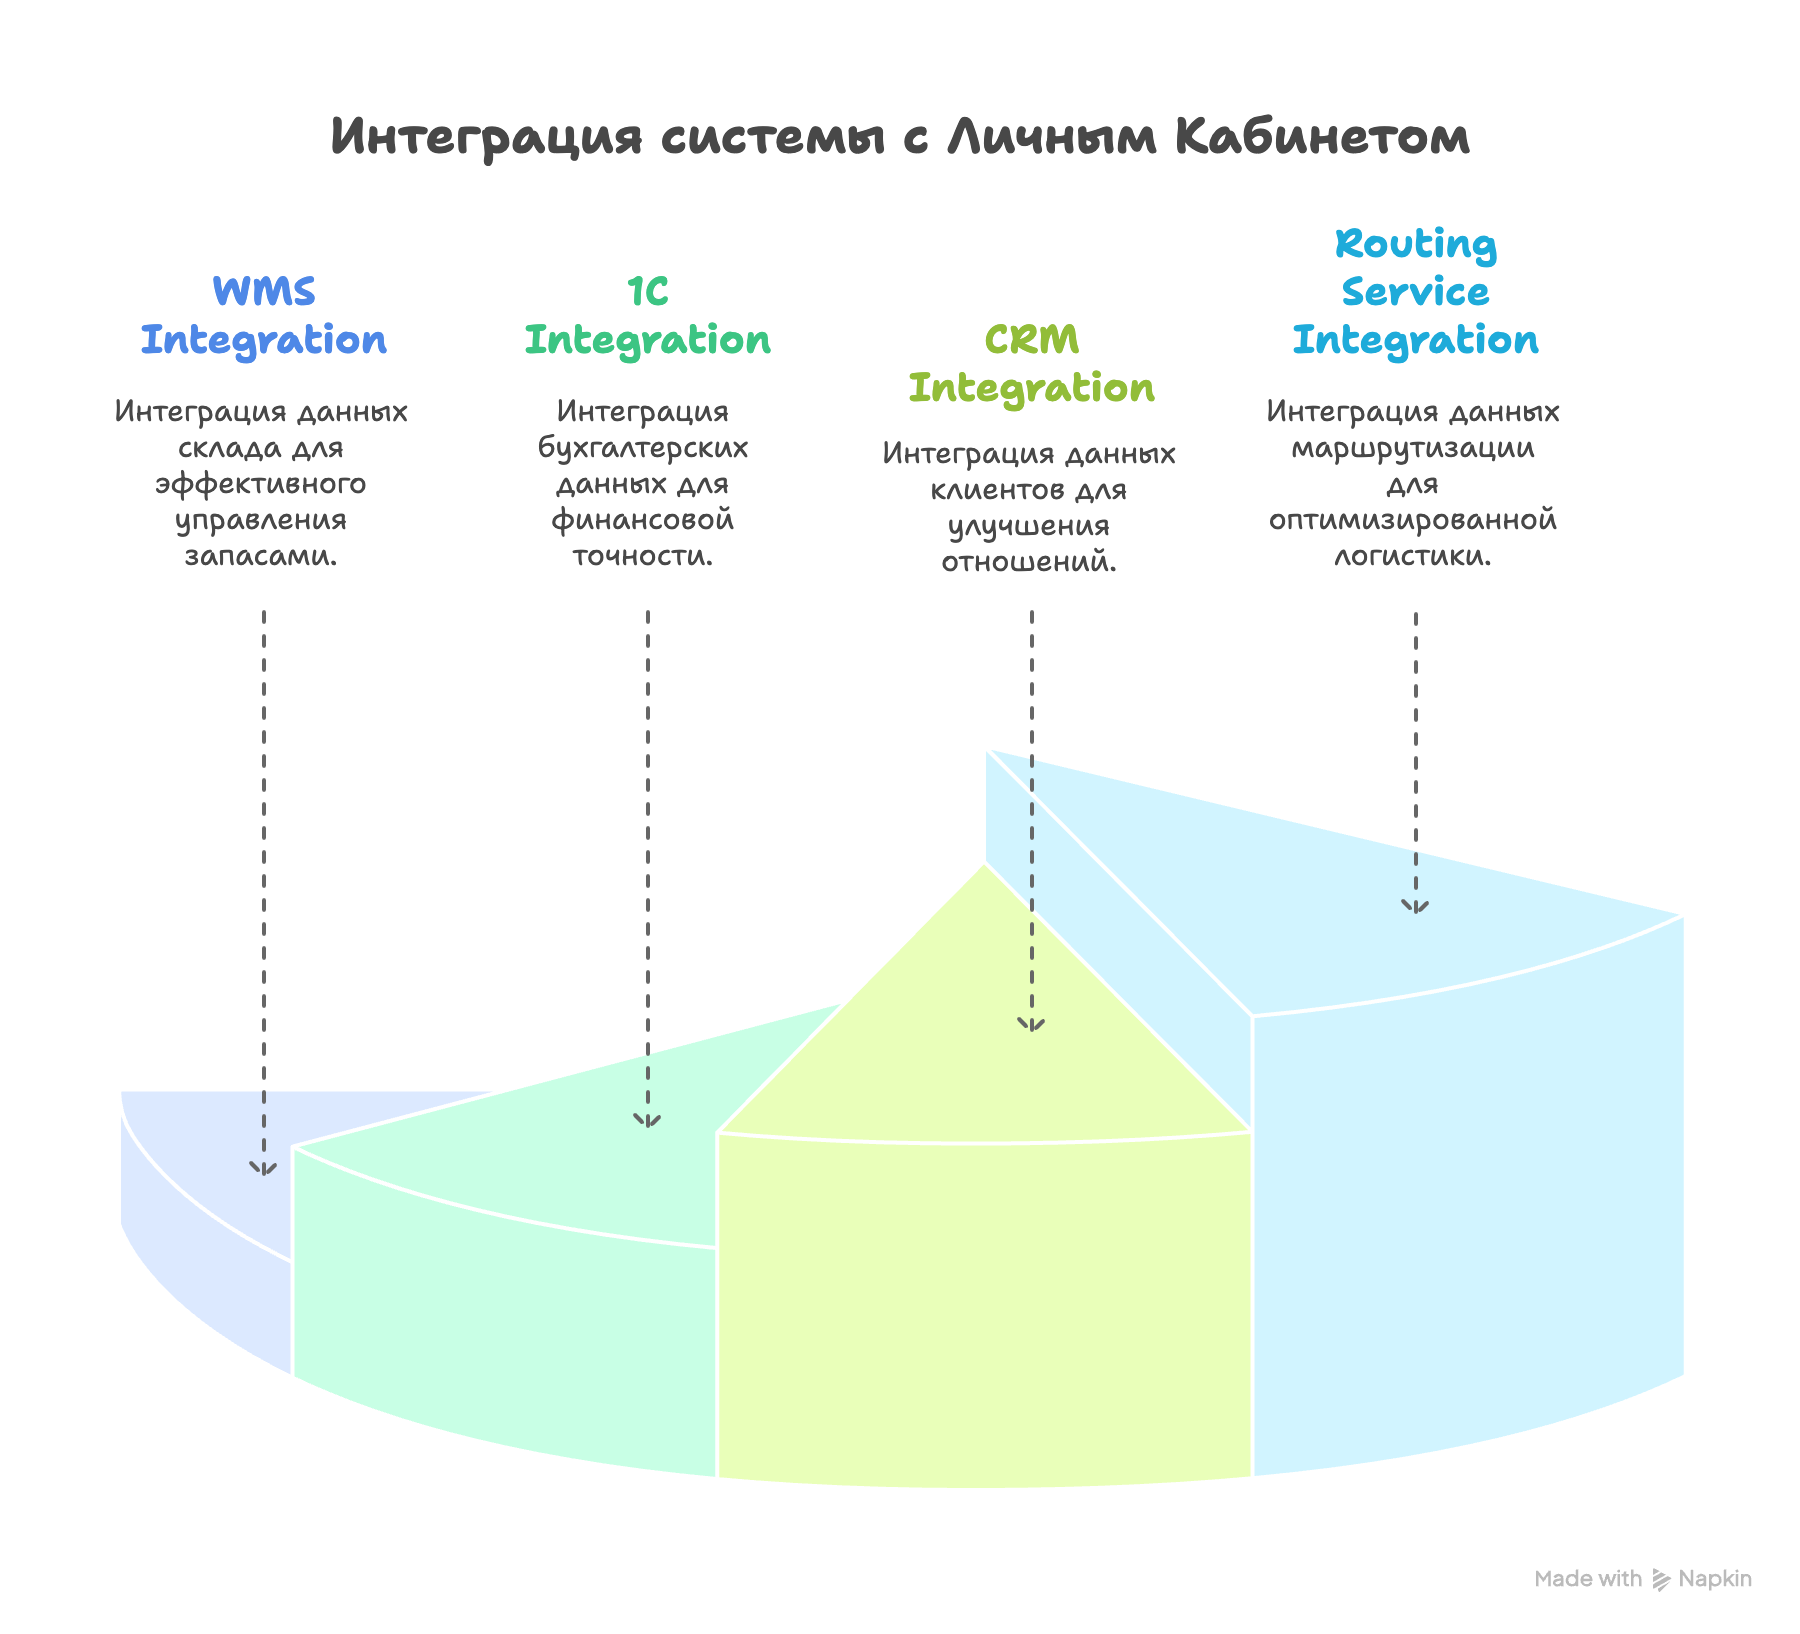 Интеграция системы с Личным Кабинетом
WMS
Integration
Интеграция данных
склада для
эффективного
управления
запасами.
1C
Integration
Интеграция
бухгалтерских
данных для
финансовой
точности.
CRM
Integration
Интеграция данных
клиентов для
улучшения
отношений.
Routing
Service
Integration
Интеграция данных
маршрутизации
для
оптимизированной
логистики.
Made with Napkin